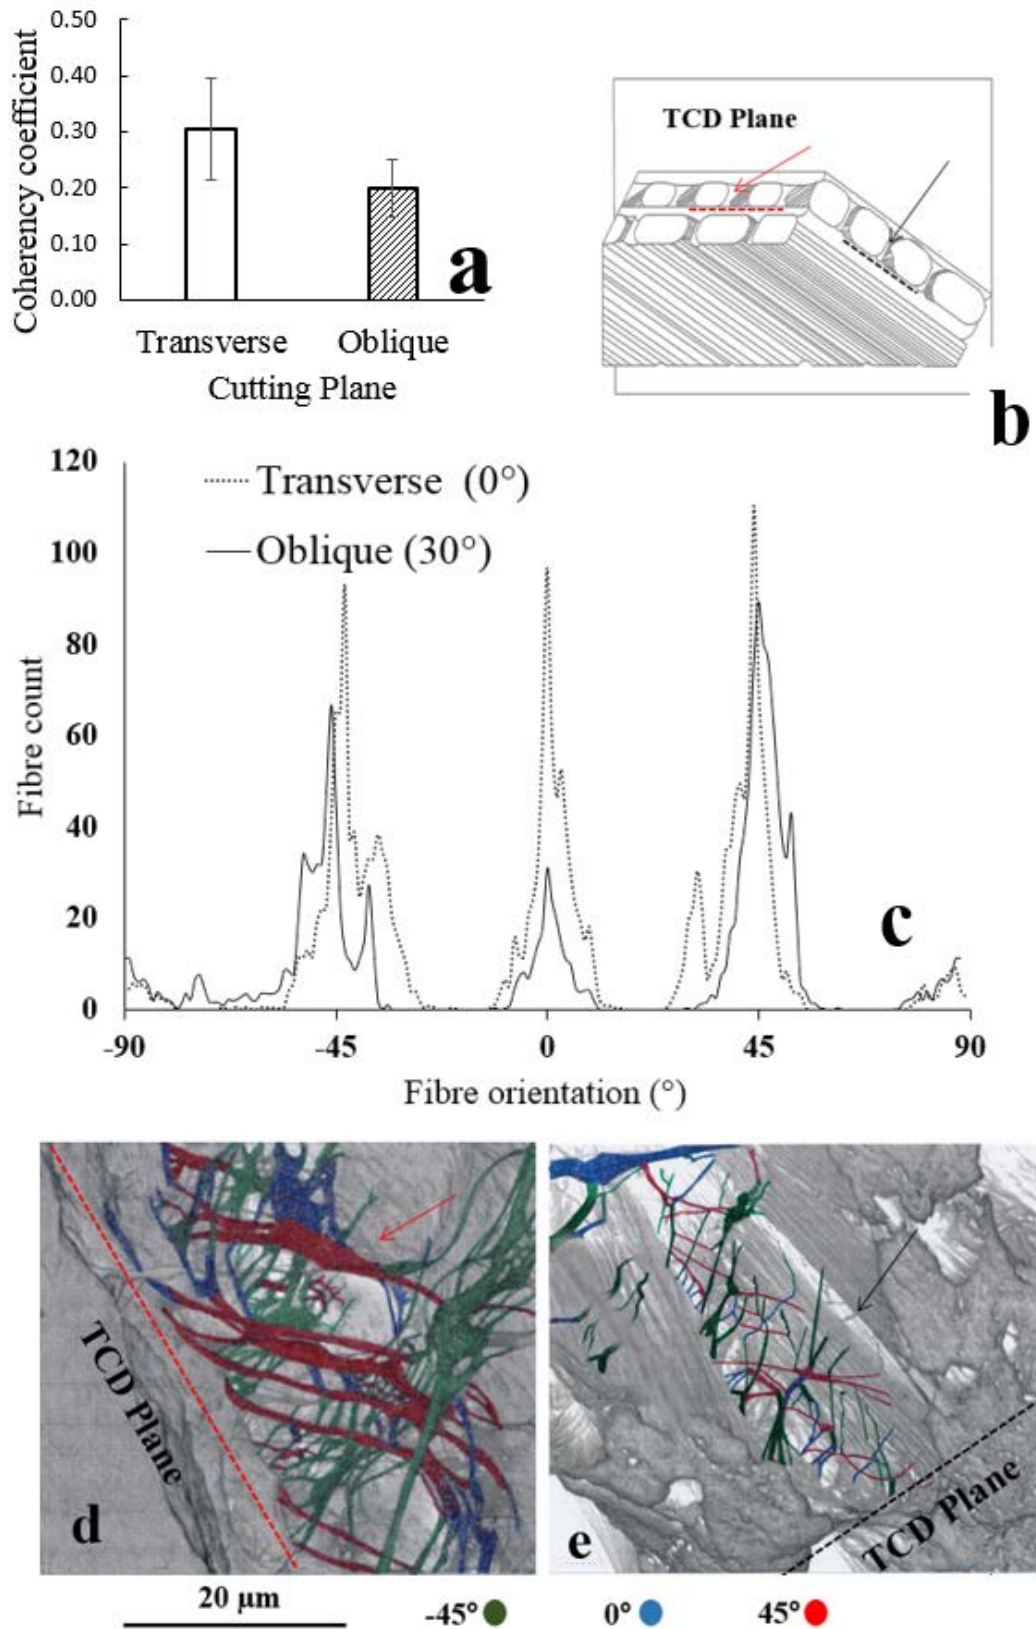 0.50
0.40
0.30
0.20
0.10
0.00
Coherency coefficient
Transverse Oblique
Cutting Plane
a
TCD Plane
b
120
100
80
60
40
20
0
Fibre count
Transverse (0°)
Oblique (30°)
c
-90 -45 0 45 90
Fibre orientation (°)
TCD Plane
d
TCD Plane
e
20 µm
-45° 0° 45°